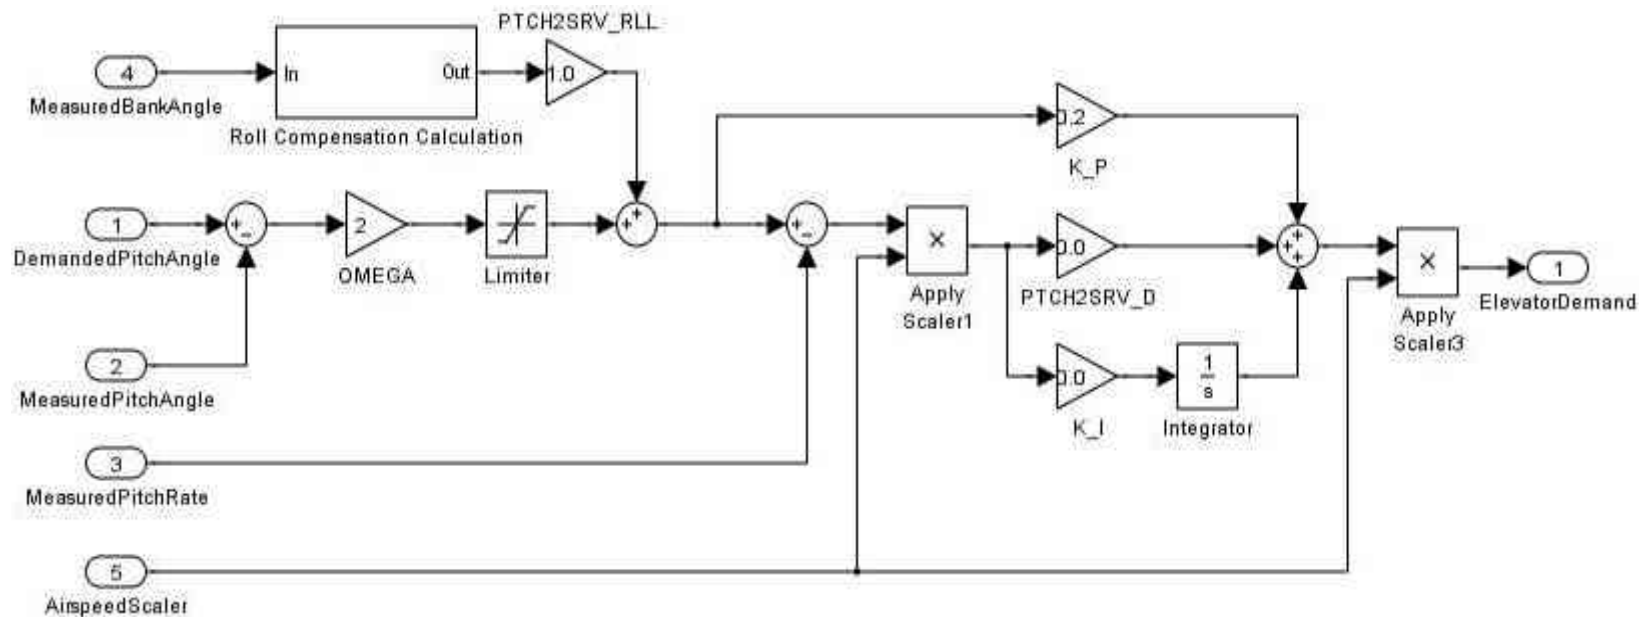 PTCH2SRV_RLL
4
In
Out
1.0
MeasuredBankAngle
Roll Compensation Calculation
0.2
K_P
1
+
−
2
+
+
+
−
×
0.0
+
+
+
×
1
DemandedPitchAngle
OMEGA
Limiter
Apply
Scaler1
PTCH2SRV_D
Apply
Scaler3
ElevatorDemand
2
MeasuredPitchAngle
0.0
1
s
K_I
Integrator
3
MeasuredPitchRate
5
AirspeedScaler